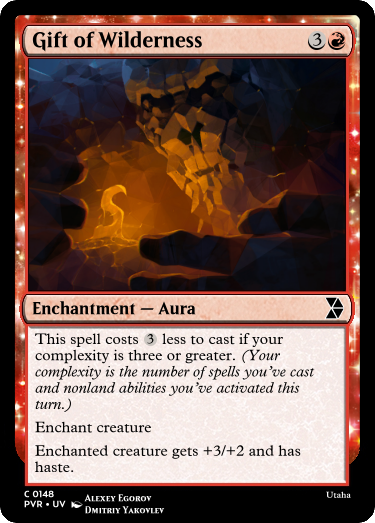 Gift of Wilderness 3
Enchantment — Aura
This spell costs 3 less to cast if your
complexity is three or greater. (Your
complexity is the number of spells you've cast
and nonland abilities you've activated this
turn.)
Enchant creature
Enchanted creature gets +3/+2 and has
haste.
C 0148
PVR • UV Alexey Egorov Utaha
Dmitriy Yakovlev